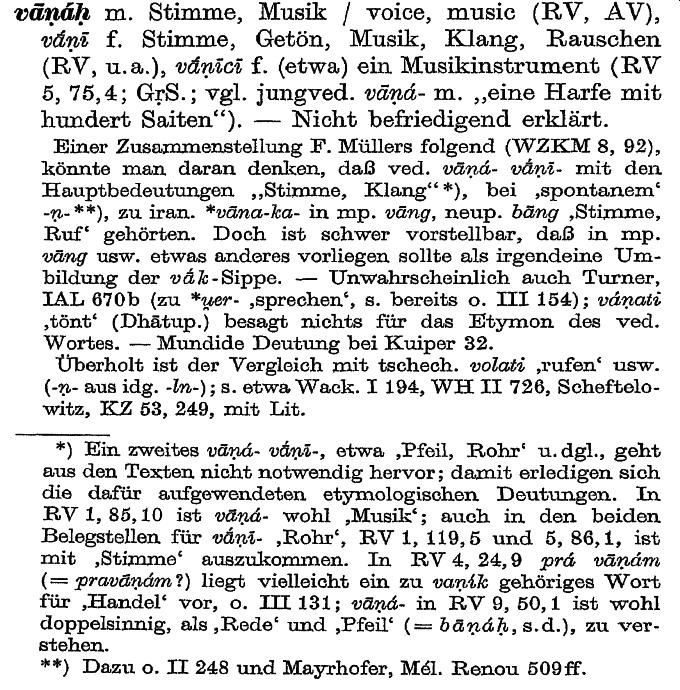 vāṇáḥ m. Stimme, Musik / voice, music (RV, AV),
vā́ṇī f. Stimme, Getön, Musik, Klang, Rauschen
(RV, u. a.), vā́ṇīcī f. (etwa) ein Musikinstrument (RV
5, 75, 4; GṛS.; vgl. jungved. vāṇá- m. „eine Harfe mit
hundert Saiten“). — Nicht befriedigend erklärt.
Einer Zusammenstellung F. Müllers folgend (WZKM 8, 92),
könnte man daran denken, daß ved. vāṇá- vā́ṇī- mit den
Hauptbedeutungen „Stimme, Klang“*), bei ‚spontanem‘
-ṇ-**), zu iran. *vāna-ka- in mp. vāng, neup. bāng ‚Stimme,
Ruf‘ gehörten. Doch ist schwer vorstellbar, daß in mp.
vāng usw. etwas anderes vorliegen sollte als irgendeine Um-
bildung der vā́k-Sippe. — Unwahrscheinlich auch Turner,
IAL 670b (zu *u̯er- ‚sprechen‘, s. bereits o. III 154); váṇati
‚tönt‘ (Dhātup.) besagt nichts für das Etymon des ved.
Wortes. — Mundide Deutung bei Kuiper 32.
Überholt ist der Vergleich mit tschech. volati ‚rufen‘ usw.
(-ṇ- aus idg. -ln-); s. etwa Wack. I 194, WH II 726, Scheftelo-
witz, KZ 53, 249, mit Lit.
*) Ein zweites vāṇá- vā́ṇī-, etwa ‚Pfeil, Rohr‘ u. dgl., geht
aus den Texten nicht notwendig hervor; damit erledigen sich
die dafür aufgewendeten etymologischen Deutungen. In
RV 1, 85, 10 ist vāṇá- wohl ‚Musik‘; auch in den beiden
Belegstellen für vā́ṇī- ‚Rohr‘, RV 1, 119, 5 und 5, 86, 1, ist
mit ‚Stimme‘ auszukommen. In RV 4, 24, 9 prá vāṇám
(= pravāṇám?) liegt vielleicht ein zu vaṇík gehöriges Wort
für ‚Handel‘ vor, o. III 131; vāṇá- in RV 9, 50, 1 ist wohl
doppelsinnig, als ‚Rede‘ und ‚Pfeil‘ (= bāṇáḥ, s. d.), zu ver-
stehen.
**) Dazu o. II 248 und Mayrhofer, Mél. Renou 509 ff.